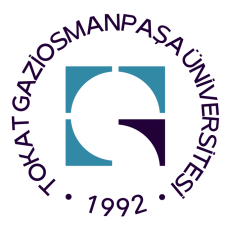 TOKAT GAZİOSMANPAŞA ÜNİVERSİTESİ
• 1992 •